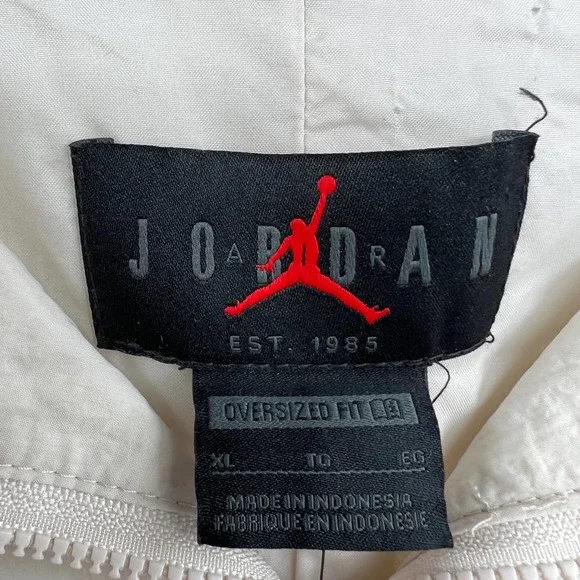 JORDAN
AIR
EST. 1985
OVERSIZED FIT
XL TG EG
MADE IN INDONESIA
FABRIQUE EN INDONESIE